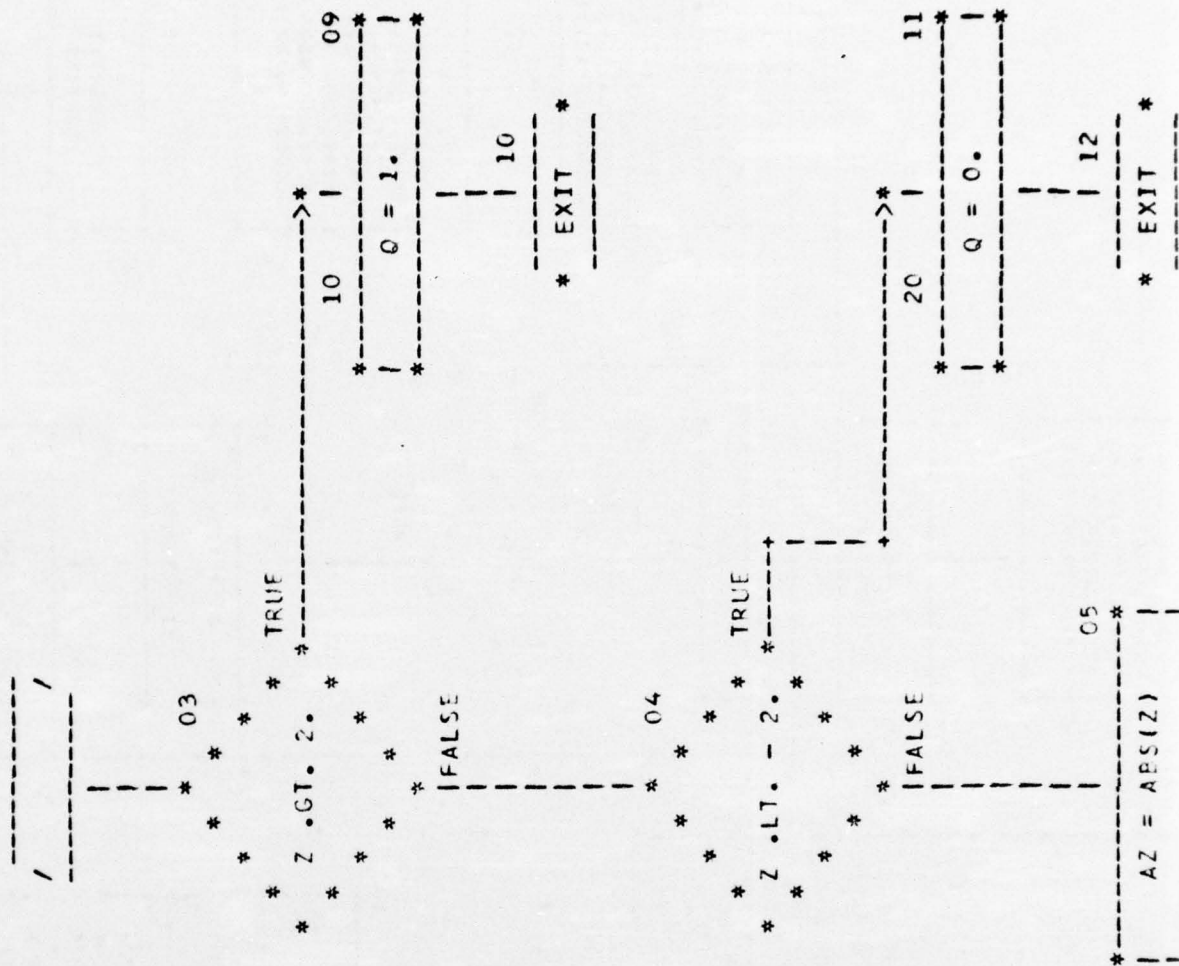 03
TRUE
Z .GT. 2.
10 09
Q = 1.
FALSE
10
* EXIT *
04
TRUE
Z .LT. - 2.
20 11
Q = 0.
FALSE
12
* EXIT *
05
AZ = ABS(Z)